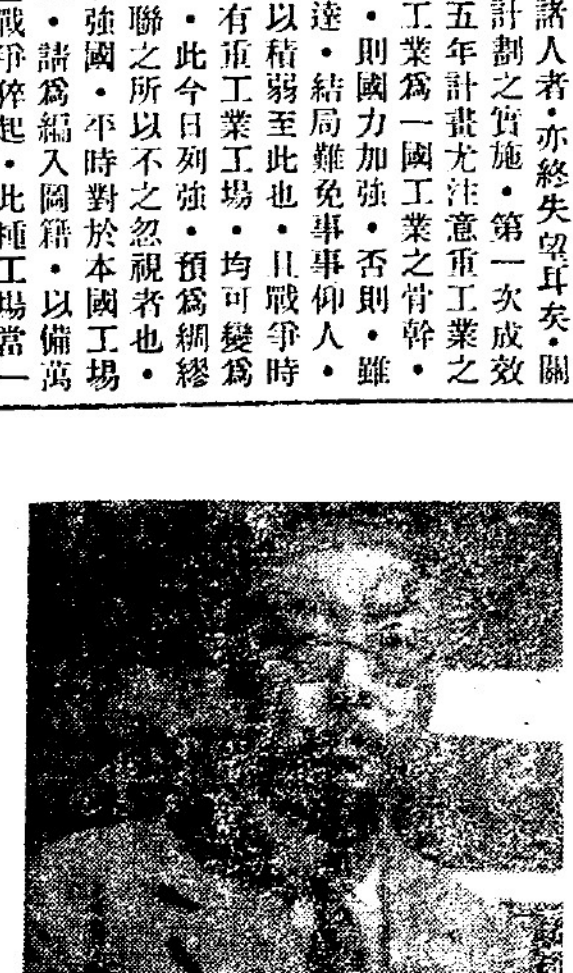 諸人者・亦終失望耳矣・關
計劃之實施・第一次成效
五年計畫尤注意重工業之
工業爲一國工業之骨幹・
・則國力加強・否則・雖
達・結局難免事事仰人・
以積弱至此也・且戰爭時
有重工業工場・均可變爲
・此今日列強・預爲綢繆
聯之所以不之忽視者也・
強國・平時對於本國工場
・諸爲編入圖籍・以備萬
戰爭猝起・此種工場當一